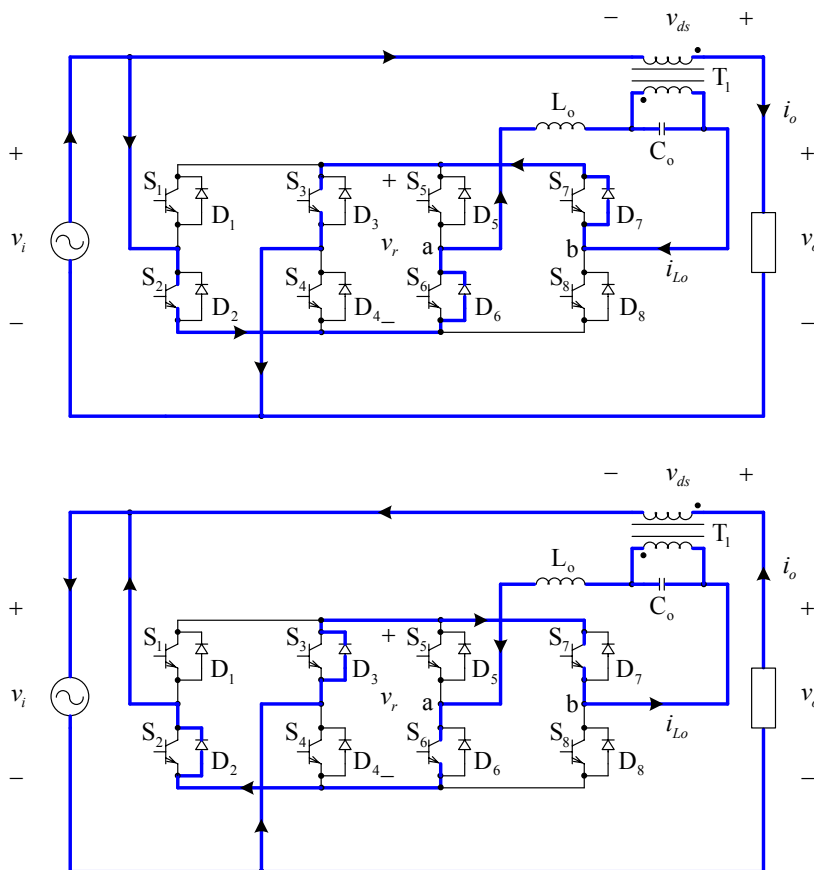 − v_ds +
T_1
L_o
i_o
C_o
+ S_1 S_3 + S_5 S_7 +
D_1 D_3 D_5 D_7
v_i v_r a b
i_Lo
S_2 S_4 S_6 S_8
− D_2 D_4 − D_6 D_8 −
− v_ds +
T_1
L_o
i_o
C_o
+ S_1 S_3 + S_5 S_7 +
D_1 D_3 D_5 D_7
v_i v_r a b
i_Lo
S_2 S_4 S_6 S_8
− D_2 D_4 − D_6 D_8 −